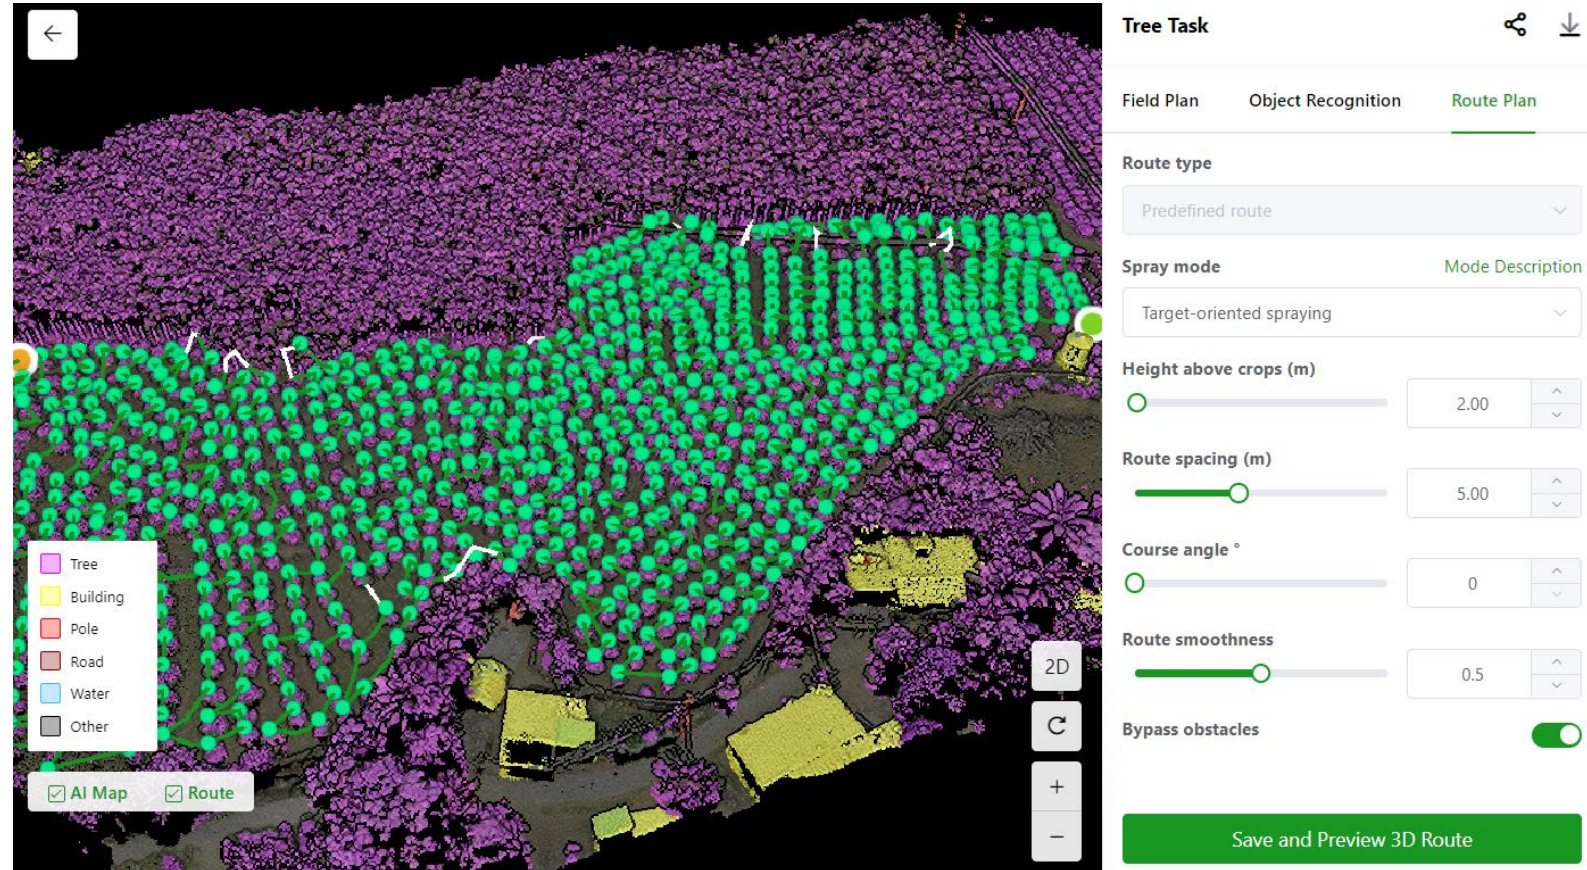 Tree Task
Field Plan Object Recognition Route Plan
Route type
Predefined route
Spray mode Mode Description
Target-oriented spraying
Height above crops (m)
2.00
Route spacing (m)
5.00
Course angle °
0
Route smoothness
0.5
Bypass obstacles
Save and Preview 3D Route
Tree
Building
Pole
Road
Water
Other
AI Map Route
2D
+
−